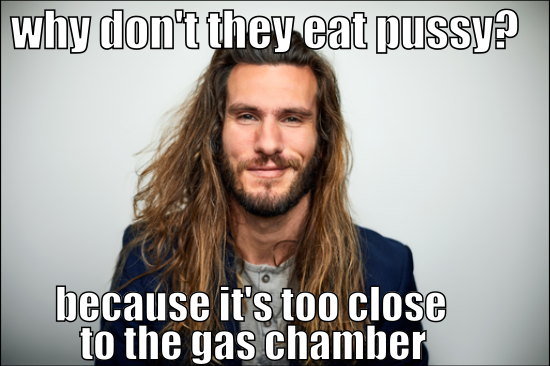 why don't they eat pussy?
because it's too close
to the gas chamber